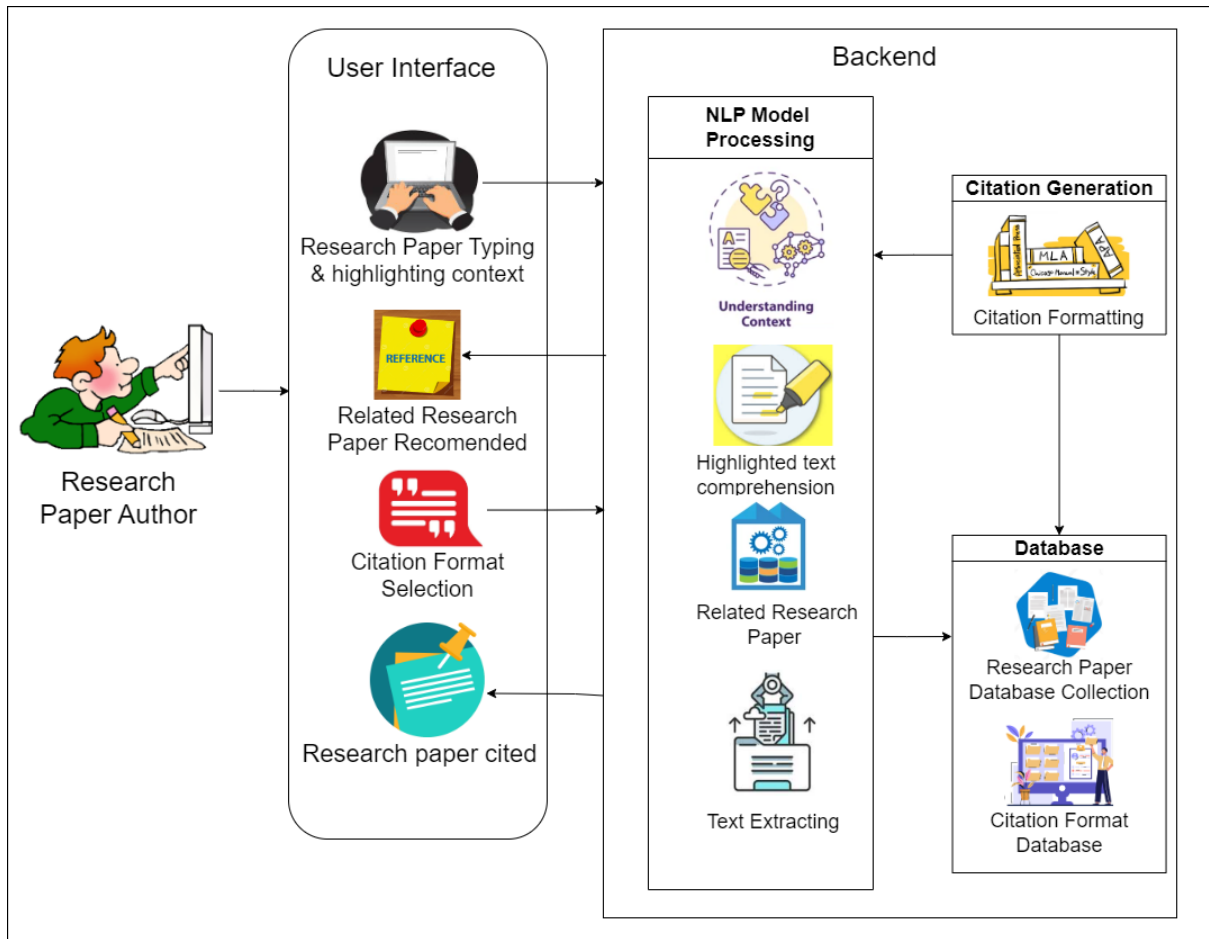 User Interface
Research Paper Typing
& highlighting context
REFERENCE
Related Research
Paper Recomended
Citation Format
Selection
Research paper cited
Research
Paper Author
Backend
NLP Model
Processing
Understanding
Context
Highlighted text
comprehension
Related Research
Paper
Text Extracting
Citation Generation
MLA
APA
Citation Formatting
Database
Research Paper
Database Collection
Citation Format
Database